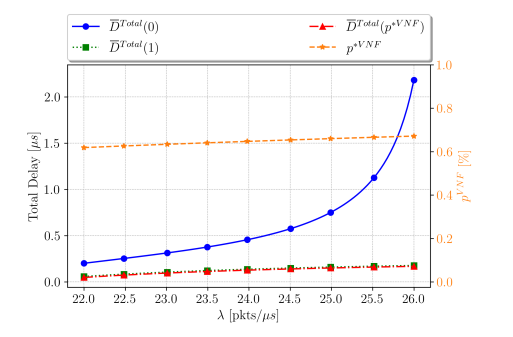 D̅^Total(0)
D̅^Total(1)
D̅^Total(p*VNF)
p*VNF
Total Delay [μs]
2.0
1.5
1.0
0.5
0.0
1.0
0.8
0.6
0.4
0.2
0.0
p^VNF [%]
22.0 22.5 23.0 23.5 24.0 24.5 25.0 25.5 26.0
λ [pkts/μs]